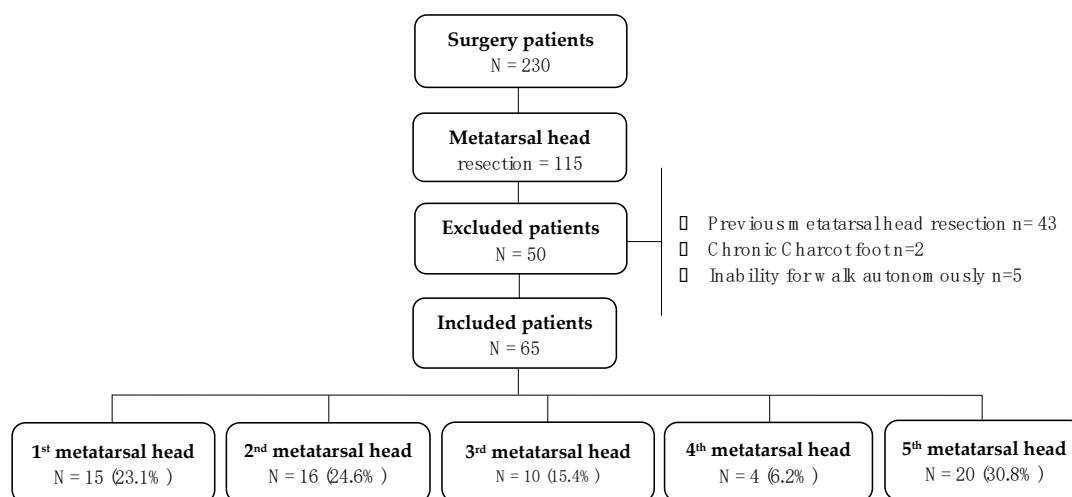 Surgery patients
N = 230
Metatarsal head
resection = 115
Excluded patients
N = 50
▯ Previous metatarsal head resection n= 43
▯ Chronic Charcot foot n=2
▯ Inability for walk autonomously n=5
Included patients
N = 65
1st metatarsal head
N = 15 (23.1% )
2nd metatarsal head
N = 16 (24.6% )
3rd metatarsal head
N = 10 (15.4% )
4th metatarsal head
N = 4 (6.2% )
5th metatarsal head
N = 20 (30.8% )